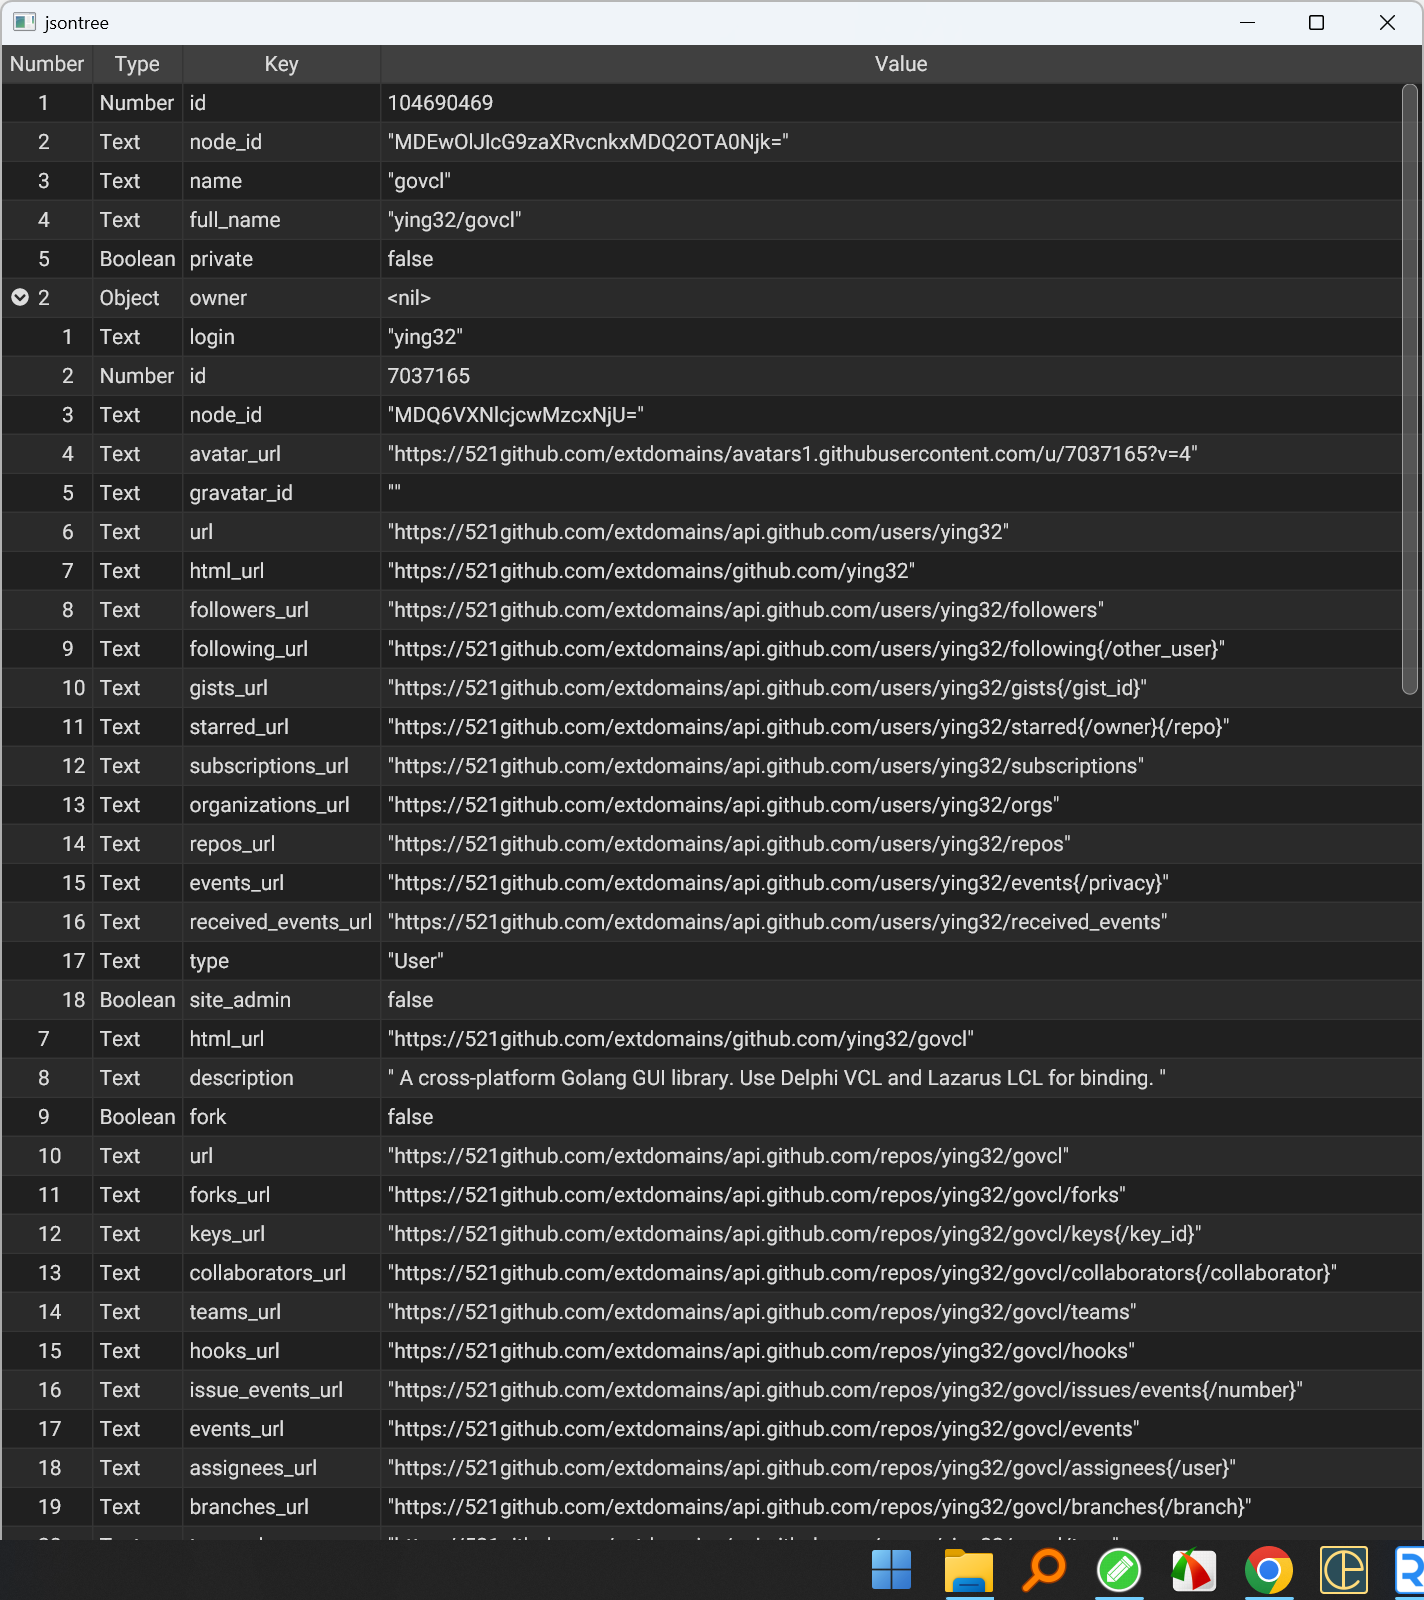 jsontree
Number Type Key Value
1 Number id 104690469
2 Text node_id "MDEwOlJlcG9zaXRvcnkxMDQ2OTA0Njk="
3 Text name "govcl"
4 Text full_name "ying32/govcl"
5 Boolean private false
2 Object owner <nil>
1 Text login "ying32"
2 Number id 7037165
3 Text node_id "MDQ6VXNlcjcwMzcxNjU="
4 Text avatar_url "https://521github.com/extdomains/avatars1.githubusercontent.com/u/7037165?v=4"
5 Text gravatar_id ""
6 Text url "https://521github.com/extdomains/api.github.com/users/ying32"
7 Text html_url "https://521github.com/extdomains/github.com/ying32"
8 Text followers_url "https://521github.com/extdomains/api.github.com/users/ying32/followers"
9 Text following_url "https://521github.com/extdomains/api.github.com/users/ying32/following{/other_user}"
10 Text gists_url "https://521github.com/extdomains/api.github.com/users/ying32/gists{/gist_id}"
11 Text starred_url "https://521github.com/extdomains/api.github.com/users/ying32/starred{/owner}{/repo}"
12 Text subscriptions_url "https://521github.com/extdomains/api.github.com/users/ying32/subscriptions"
13 Text organizations_url "https://521github.com/extdomains/api.github.com/users/ying32/orgs"
14 Text repos_url "https://521github.com/extdomains/api.github.com/users/ying32/repos"
15 Text events_url "https://521github.com/extdomains/api.github.com/users/ying32/events{/privacy}"
16 Text received_events_url "https://521github.com/extdomains/api.github.com/users/ying32/received_events"
17 Text type "User"
18 Boolean site_admin false
7 Text html_url "https://521github.com/extdomains/github.com/ying32/govcl"
8 Text description " A cross-platform Golang GUI library. Use Delphi VCL and Lazarus LCL for binding. "
9 Boolean fork false
10 Text url "https://521github.com/extdomains/api.github.com/repos/ying32/govcl"
11 Text forks_url "https://521github.com/extdomains/api.github.com/repos/ying32/govcl/forks"
12 Text keys_url "https://521github.com/extdomains/api.github.com/repos/ying32/govcl/keys{/key_id}"
13 Text collaborators_url "https://521github.com/extdomains/api.github.com/repos/ying32/govcl/collaborators{/collaborator}"
14 Text teams_url "https://521github.com/extdomains/api.github.com/repos/ying32/govcl/teams"
15 Text hooks_url "https://521github.com/extdomains/api.github.com/repos/ying32/govcl/hooks"
16 Text issue_events_url "https://521github.com/extdomains/api.github.com/repos/ying32/govcl/issues/events{/number}"
17 Text events_url "https://521github.com/extdomains/api.github.com/repos/ying32/govcl/events"
18 Text assignees_url "https://521github.com/extdomains/api.github.com/repos/ying32/govcl/assignees{/user}"
19 Text branches_url "https://521github.com/extdomains/api.github.com/repos/ying32/govcl/branches{/branch}"